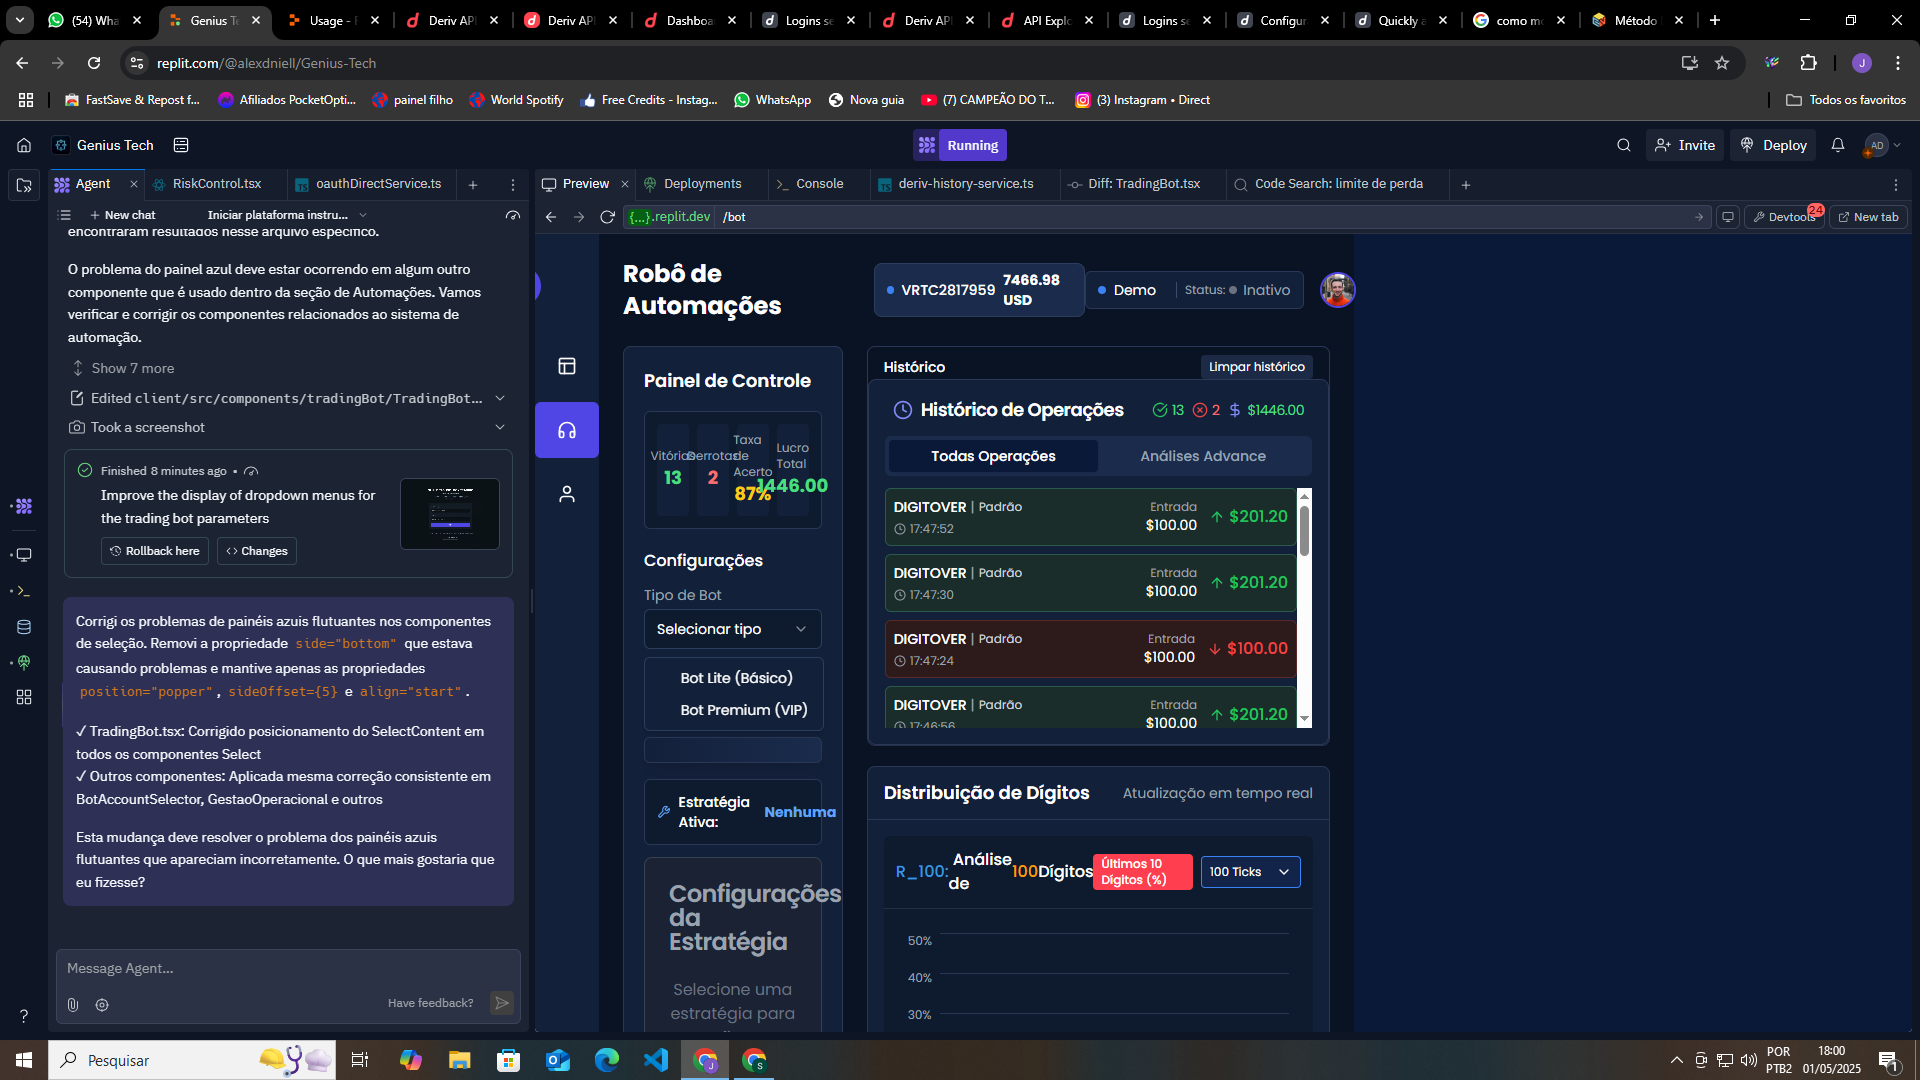 (54) Wha
Genius Te
Usage - F
Deriv API
Deriv API
Dashboa
Logins se
Deriv API
API Explo
Logins se
Configur
Quickly a
como mo
Método
replit.com/@alexdniell/Genius-Tech
J
FastSave & Repost f...
Afiliados PocketOpti...
painel filho
World Spotify
Free Credits - Instag...
WhatsApp
Nova guia
(7) CAMPEÃO DO T...
(3) Instagram • Direct
Todos os favoritos
Genius Tech
Running
Invite
Deploy
AD
Agent
RiskControl.tsx
oauthDirectService.ts
Preview
Deployments
Console
deriv-history-service.ts
Diff: TradingBot.tsx
Code Search: limite de perda
New chat
Iniciar plataforma instru...
{...}.replit.dev
/bot
Devtools
24
New tab
encontraram resultados nesse arquivo específico.
O problema do painel azul deve estar ocorrendo em algum outro
componente que é usado dentro da seção de Automações. Vamos
verificar e corrigir os componentes relacionados ao sistema de
automação.
Show 7 more
Edited client/src/components/tradingBot/TradingBot...
Took a screenshot
Finished 8 minutes ago •
Improve the display of dropdown menus for
the trading bot parameters
Rollback here
Changes
Corrigi os problemas de painéis azuis flutuantes nos componentes
de seleção. Removi a propriedade side="bottom" que estava
causando problemas e mantive apenas as propriedades
position="popper", sideOffset={5} e align="start".
✓ TradingBot.tsx: Corrigido posicionamento do SelectContent em
todos os componentes Select
✓ Outros componentes: Aplicada mesma correção consistente em
BotAccountSelector, GestaoOperacional e outros
Esta mudança deve resolver o problema dos painéis azuis
flutuantes que apareciam incorretamente. O que mais gostaria que
eu fizesse?
Message Agent...
Have feedback?
Robô de
Automações
VRTC2817959
7466.98
USD
Demo
Status:
Inativo
Painel de Controle
Vitórias
13
Derrotas
2
Taxa
de
Acerto
87%
Lucro
Total
1446.00
Configurações
Tipo de Bot
Selecionar tipo
Bot Lite (Básico)
Bot Premium (VIP)
Estratégia
Ativa:
Nenhuma
Configurações
da
Estratégia
Selecione uma
estratégia para
Histórico
Limpar histórico
Histórico de Operações
13
2
$1446.00
Todas Operações
Análises Advance
DIGITOVER | Padrão
17:47:52
Entrada
$100.00
$201.20
DIGITOVER | Padrão
17:47:30
Entrada
$100.00
$201.20
DIGITOVER | Padrão
17:47:24
Entrada
$100.00
$100.00
DIGITOVER | Padrão
17:46:56
Entrada
$100.00
$201.20
Distribuição de Dígitos
Atualização em tempo real
R_100:
Análise
de
100
Dígitos
Últimos 10
Dígitos (%)
100 Ticks
50%
40%
30%
Pesquisar
POR
PTB2
18:00
01/05/2025
1